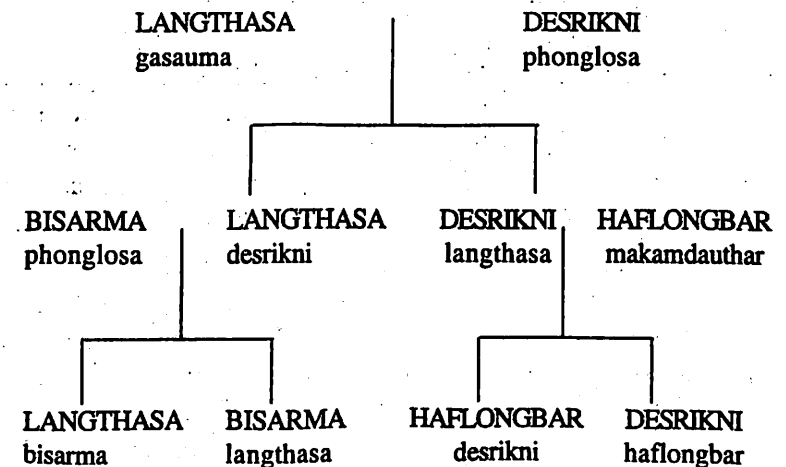 LANGTHASA DESRIKNI
gasauma phonglosa
BISARMA LANGTHASA DESRIKNI HAFLONGBAR
phonglosa desrikni langthasa makamdauthar
LANGTHASA BISARMA HAFLONGBAR DESRIKNI
bisarma langthasa desrikni haflongbar